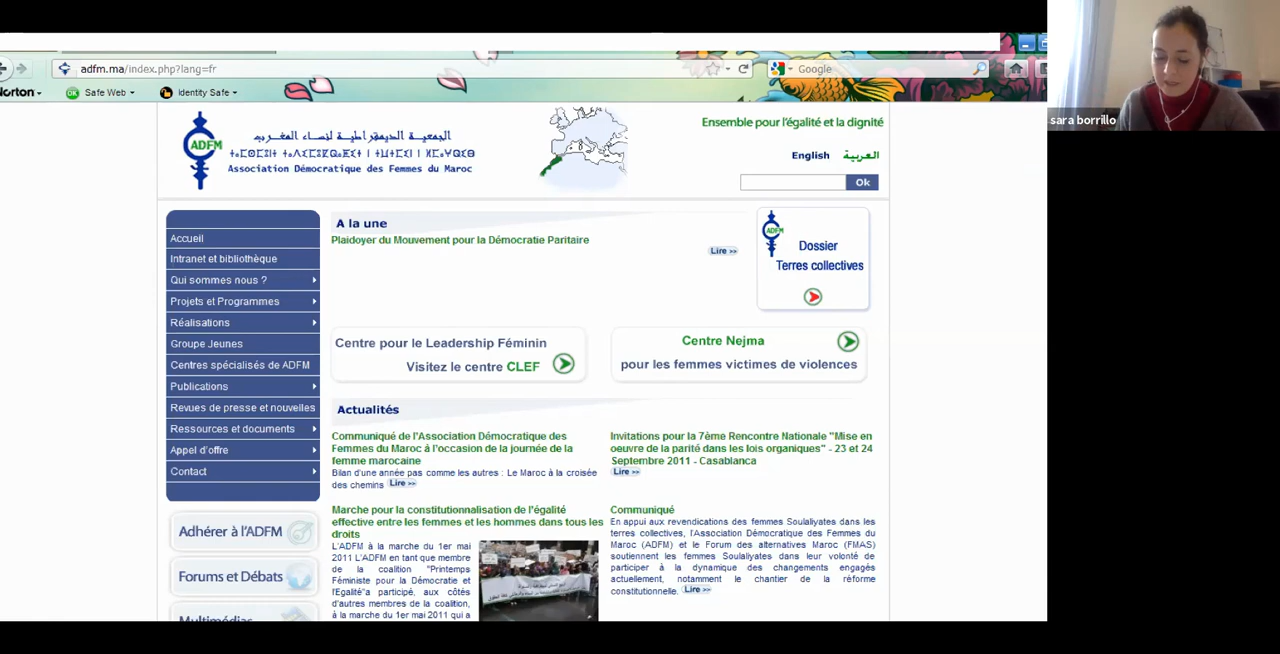 sara borrillo
adfm.ma/index.php?lang=fr
Google
Norton
Safe Web
Identity Safe
ADFM
الجمعية الديمقراطية لنساء المغرب
Association Démocratique des Femmes du Maroc
Ensemble pour l'égalité et la dignité
English
العربية
Ok
Accueil
Intranet et bibliothèque
Qui sommes nous ?
Projets et Programmes
Réalisations
Groupe Jeunes
Centres spécialisés de ADFM
Publications
Revues de presse et nouvelles
Ressources et documents
Appel d'offre
Contact
Adhérer à l'ADFM
Forums et Débats
Multimédias
A la une
Plaidoyer du Mouvement pour la Démocratie Paritaire
Lire >>
ADFM
Dossier
Terres collectives
Centre pour le Leadership Féminin
Visitez le centre CLEF
Centre Nejma
pour les femmes victimes de violences
Actualités
Communiqué de l'Association Démocratique des
Femmes du Maroc à l'occasion de la journée de la
femme marocaine
Bilan d'une année pas comme les autres : Le Maroc à la croisée
des chemins Lire >>
Marche pour la constitutionnalisation de l'égalité
effective entre les femmes et les hommes dans tous les
droits
L'ADFM à la marche du 1er mai
2011 L'ADFM en tant que membre
de la coalition "Printemps
Féministe pour la Démocratie et
l'Egalité"a participé, aux côtés
d'autres membres de la coalition,
à la marche du 1er mai 2011 qui a
Invitations pour la 7ème Rencontre Nationale "Mise en
oeuvre de la parité dans les lois organiques" - 23 et 24
Septembre 2011 - Casablanca
Lire >>
Communiqué
En appui aux revendications des femmes Soulaliyates dans les
terres collectives, l'Association Démocratique des Femmes du
Maroc (ADFM) et le Forum des alternatives Maroc (FMAS)
soutiennent les femmes Soulaliyates dans leur volonté de
participer à la dynamique des changements engagés
actuellement, notamment le chantier de la réforme
constitutionnelle. Lire >>